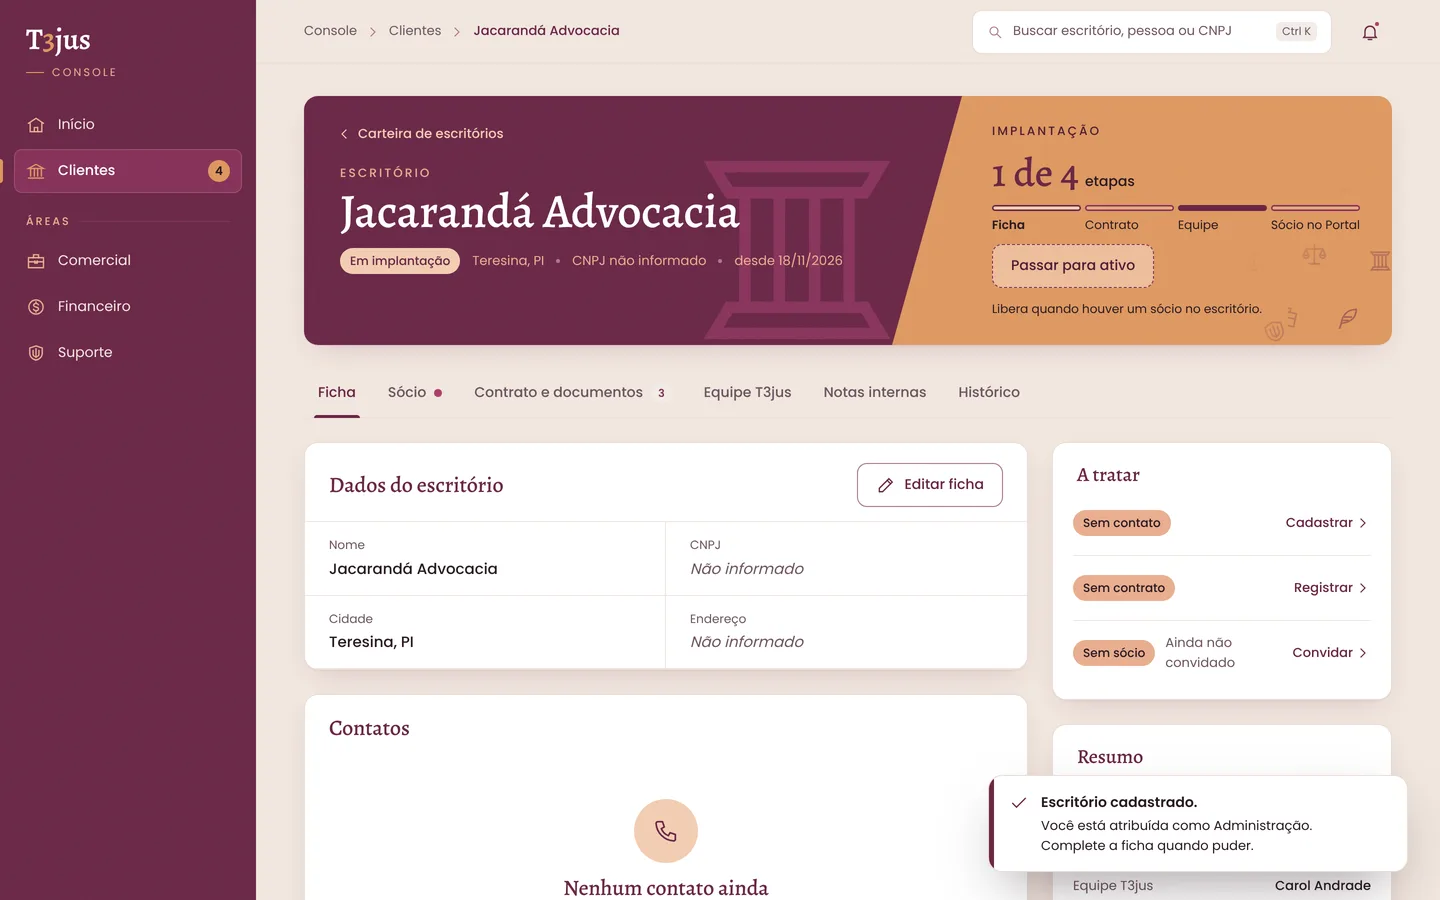 T3jus
CONSOLE
Início
Clientes
4
ÁREAS
Comercial
Financeiro
Suporte
Console
Clientes
Jacarandá Advocacia
Buscar escritório, pessoa ou CNPJ
Ctrl K
Carteira de escritórios
ESCRITÓRIO
Jacarandá Advocacia
Em implantação
Teresina, PI • CNPJ não informado • desde 18/11/2026
IMPLANTAÇÃO
1 de 4 etapas
Ficha
Contrato
Equipe
Sócio no Portal
Passar para ativo
Libera quando houver um sócio no escritório.
Ficha
Sócio
Contrato e documentos 3
Equipe T3jus
Notas internas
Histórico
Dados do escritório
Editar ficha
Nome
Jacarandá Advocacia
CNPJ
Não informado
Cidade
Teresina, PI
Endereço
Não informado
Contatos
Nenhum contato ainda
A tratar
Sem contato
Cadastrar
Sem contrato
Registrar
Sem sócio
Ainda não
convidado
Convidar
Resumo
Escritório cadastrado.
Você está atribuída como Administração.
Complete a ficha quando puder.
Equipe T3jus
Carol Andrade